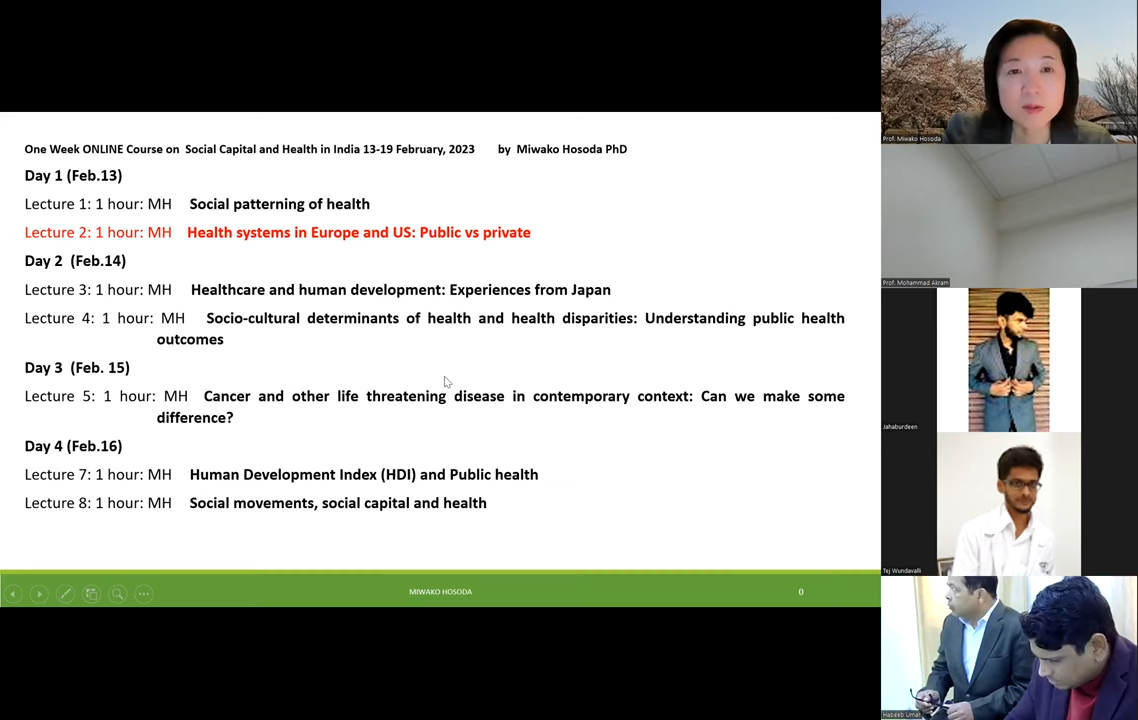 One Week ONLINE Course on Social Capital and Health in India 13-19 February, 2023 by Miwako Hosoda PhD
Day 1 (Feb.13)
Lecture 1: 1 hour: MH Social patterning of health
Lecture 2: 1 hour: MH Health systems in Europe and US: Public vs private
Day 2 (Feb.14)
Lecture 3: 1 hour: MH Healthcare and human development: Experiences from Japan
Lecture 4: 1 hour: MH Socio-cultural determinants of health and health disparities: Understanding public health
outcomes
Day 3 (Feb. 15)
Lecture 5: 1 hour: MH Cancer and other life threatening disease in contemporary context: Can we make some
difference?
Day 4 (Feb.16)
Lecture 7: 1 hour: MH Human Development Index (HDI) and Public health
Lecture 8: 1 hour: MH Social movements, social capital and health
MIWAKO HOSODA 0
Prof. Miwako Hosoda
Prof. Mohammad Akram
Jahaburdeen
Tej Wundavalli
Habeeb Umar